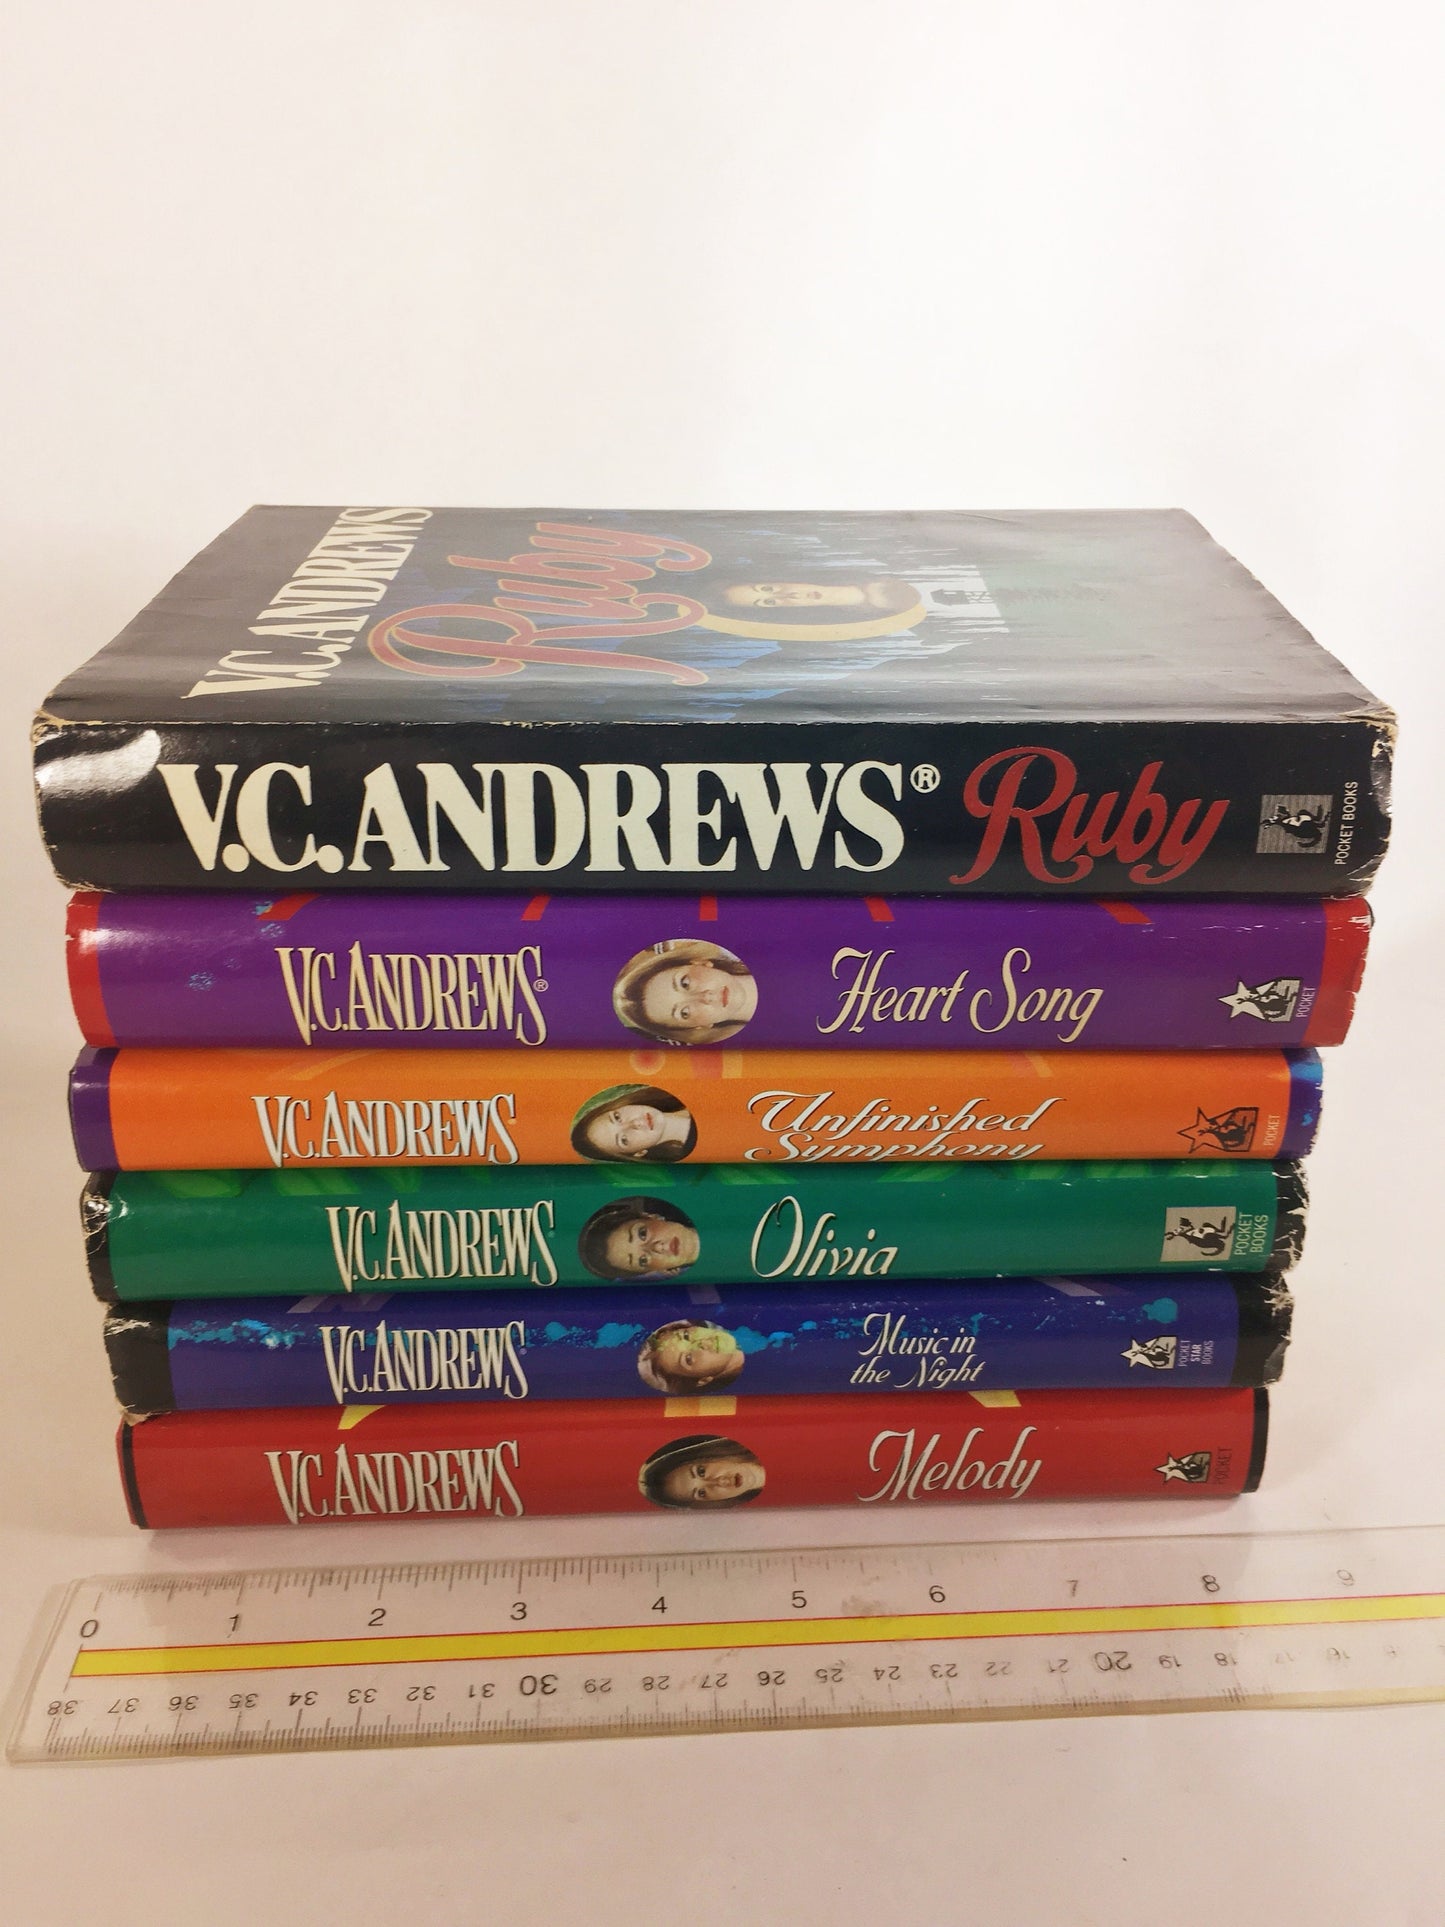 V.C. ANDREWS
Ruby
V.C. ANDREWS® Ruby POCKET BOOKS
V.C. ANDREWS® Heart Song POCKET
V.C. ANDREWS® Unfinished
Symphony POCKET
V.C. ANDREWS® Olivia POCKET
BOOKS
V.C. ANDREWS® Music in
the Night POCKET
STAR
BOOKS
V.C. ANDREWS Melody POCKET
0 1 2 3 4 5 6 7 8 9
38 37 36 35 34 33 32 31 30 29 28 27 26 25 24 23 22 21 20 19 18 17 16